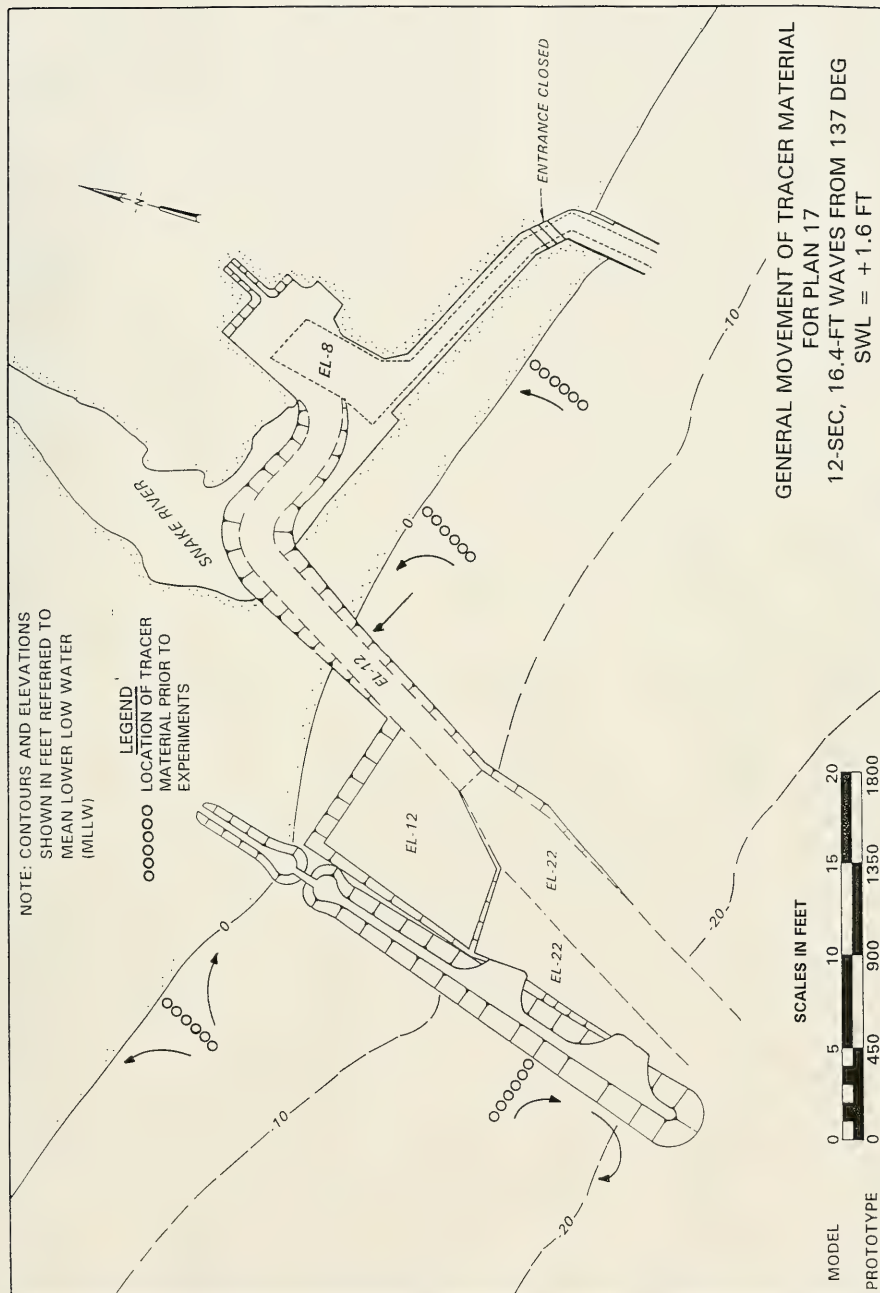 NOTE: CONTOURS AND ELEVATIONS
SHOWN IN FEET REFERRED TO
MEAN LOWER LOW WATER
(MLLW)
LEGEND
LOCATION OF TRACER
MATERIAL PRIOR TO
EXPERIMENTS
SNAKE RIVER
N
ENTRANCE CLOSED
EL-8
0
0
EL-12
EL-12
EL-22
EL-22
-10
-10
-20
-20
SCALES IN FEET
MODEL 0 5 10 15 20
PROTOTYPE 0 450 900 1350 1800
GENERAL MOVEMENT OF TRACER MATERIAL
FOR PLAN 17
12-SEC, 16.4-FT WAVES FROM 137 DEG
SWL = +1.6 FT